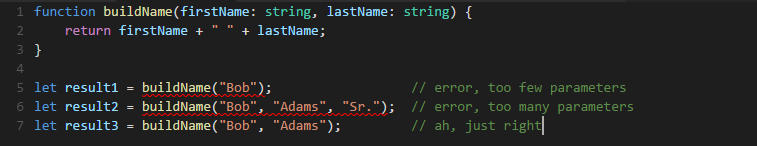 1 function buildName(firstName: string, lastName: string) {
2     return firstName + " " + lastName;
3 }
4
5 let result1 = buildName("Bob");                  // error, too few parameters
6 let result2 = buildName("Bob", "Adams", "Sr.");  // error, too many parameters
7 let result3 = buildName("Bob", "Adams");         // ah, just right